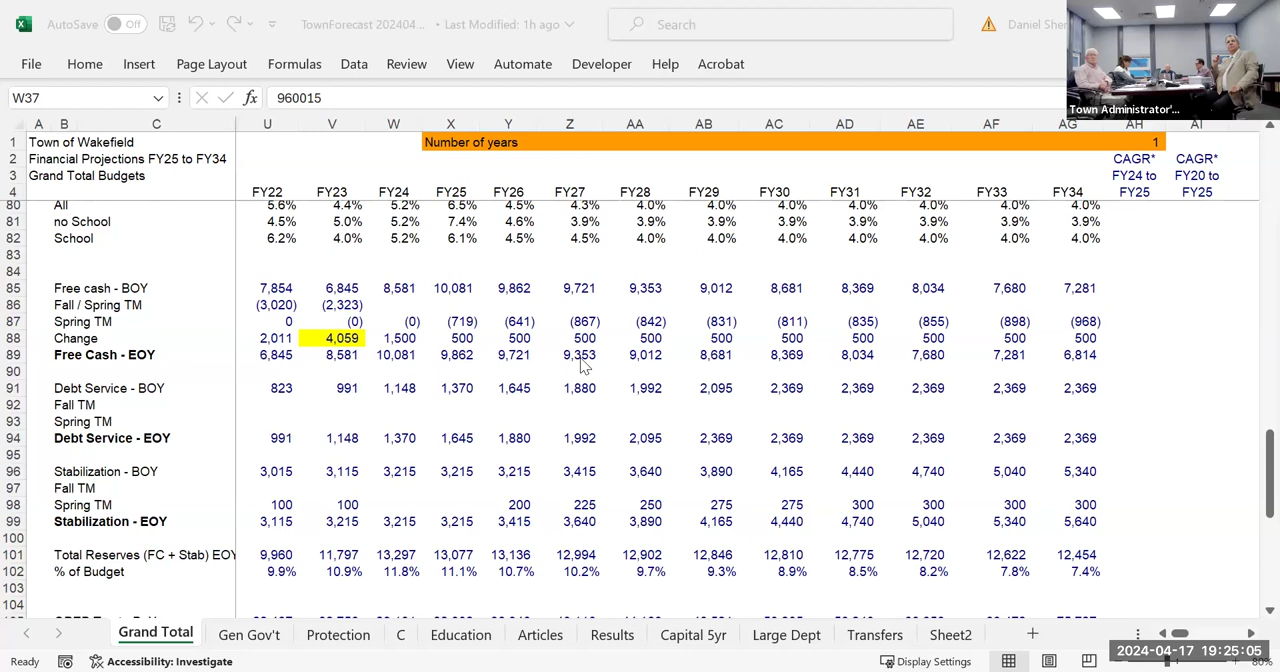 AutoSave Off TownForecast 202404... • Last Modified: 1h ago Search Daniel Sher
File Home Insert Page Layout Formulas Data Review View Automate Developer Help Acrobat
Town Administrator'...
W37 fx 960015
A B C U V W X Y Z AA AB AC AD AE AF AG AH AI
1 Town of Wakefield Number of years 1
2 Financial Projections FY25 to FY34 CAGR* CAGR*
3 Grand Total Budgets FY24 to FY20 to
4 FY22 FY23 FY24 FY25 FY26 FY27 FY28 FY29 FY30 FY31 FY32 FY33 FY34 FY25 FY25
80 All 5.6% 4.4% 5.2% 6.5% 4.5% 4.3% 4.0% 4.0% 4.0% 4.0% 4.0% 4.0% 4.0%
81 no School 4.5% 5.0% 5.2% 7.4% 4.6% 3.9% 3.9% 3.9% 3.9% 3.9% 3.9% 3.9% 3.9%
82 School 6.2% 4.0% 5.2% 6.1% 4.5% 4.5% 4.0% 4.0% 4.0% 4.0% 4.0% 4.0% 4.0%
83
84
85 Free cash - BOY 7,854 6,845 8,581 10,081 9,862 9,721 9,353 9,012 8,681 8,369 8,034 7,680 7,281
86 Fall / Spring TM (3,020) (2,323)
87 Spring TM 0 (0) (0) (719) (641) (867) (842) (831) (811) (835) (855) (898) (968)
88 Change 2,011 4,059 1,500 500 500 500 500 500 500 500 500 500 500
89 Free Cash - EOY 6,845 8,581 10,081 9,862 9,721 9,353 9,012 8,681 8,369 8,034 7,680 7,281 6,814
90
91 Debt Service - BOY 823 991 1,148 1,370 1,645 1,880 1,992 2,095 2,369 2,369 2,369 2,369 2,369
92 Fall TM
93 Spring TM
94 Debt Service - EOY 991 1,148 1,370 1,645 1,880 1,992 2,095 2,369 2,369 2,369 2,369 2,369 2,369
95
96 Stabilization - BOY 3,015 3,115 3,215 3,215 3,215 3,415 3,640 3,890 4,165 4,440 4,740 5,040 5,340
97 Fall TM
98 Spring TM 100 100 200 225 250 275 275 300 300 300 300
99 Stabilization - EOY 3,115 3,215 3,215 3,215 3,415 3,640 3,890 4,165 4,440 4,740 5,040 5,340 5,640
100
101 Total Reserves (FC + Stab) EOY 9,960 11,797 13,297 13,077 13,136 12,994 12,902 12,846 12,810 12,775 12,720 12,622 12,454
102 % of Budget 9.9% 10.9% 11.8% 11.1% 10.7% 10.2% 9.7% 9.3% 8.9% 8.5% 8.2% 7.8% 7.4%
103
104
Grand Total Gen Gov't Protection C Education Articles Results Capital 5yr Large Dept Transfers Sheet2
2024-04-17 19:25:05
Ready Accessibility: Investigate Display Settings 80%